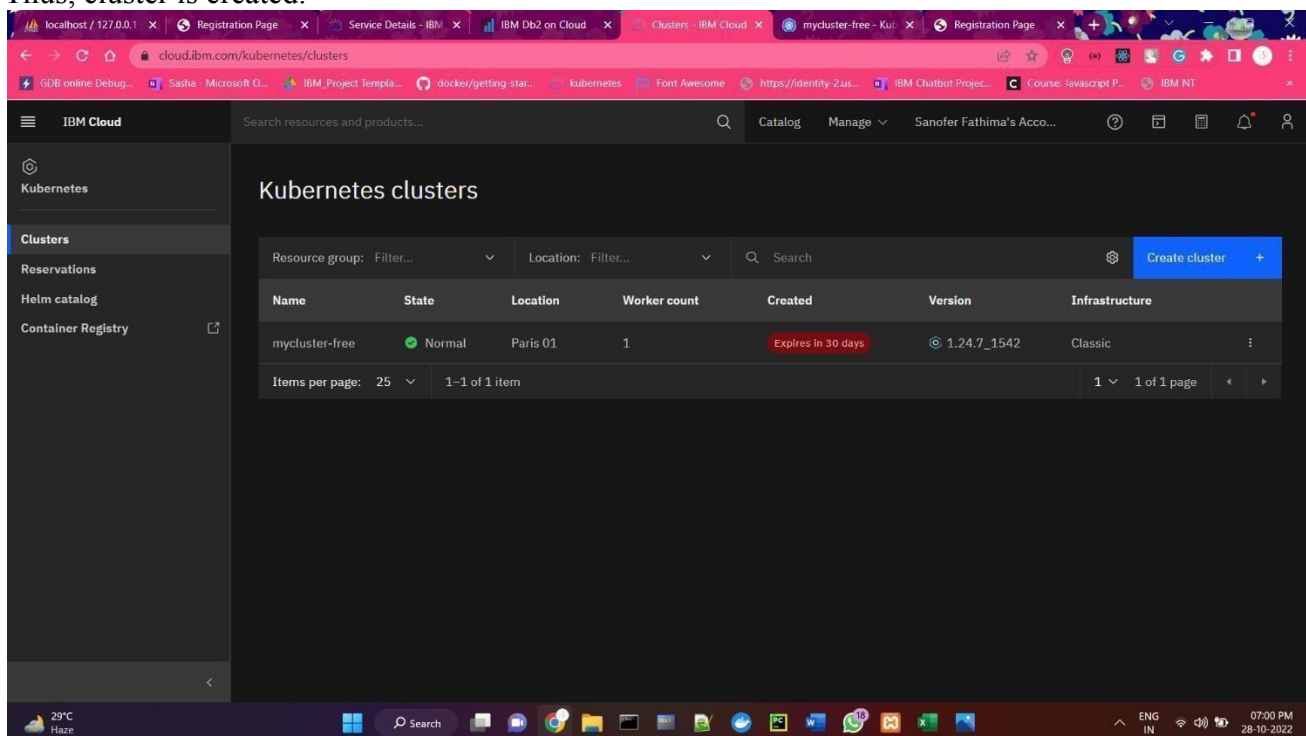 Thus, cluster is created.
localhost / 127.0.0.1
Registration Page
Service Details - IBM
IBM Db2 on Cloud
Clusters - IBM Cloud
mycluster-free - Kub
Registration Page
cloud.ibm.com/kubernetes/clusters
GDB online Debug...
Sasha - Microsoft O...
IBM_Project Templa...
docker/getting-star...
kubernetes
Font Awesome
https://identity-2.us...
IBM Chatbot Projec...
Course: Javascript P...
IBM NT
IBM Cloud
Search resources and products...
Catalog
Manage
Sanofer Fathima's Acco...
Kubernetes
Clusters
Reservations
Helm catalog
Container Registry
Kubernetes clusters
Resource group: Filter...
Location: Filter...
Search
Create cluster +
Name State Location Worker count Created Version Infrastructure
mycluster-free Normal Paris 01 1 Expires in 30 days 1.24.7_1542 Classic
Items per page: 25 1–1 of 1 item 1 1 of 1 page
29°C
Haze
Search
18
ENG
IN
07:00 PM
28-10-2022